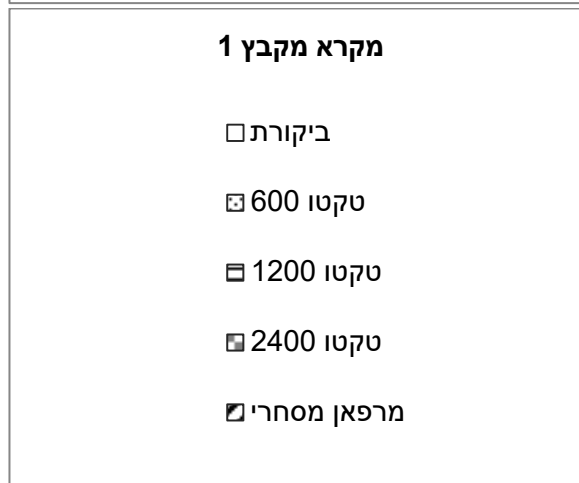 מקרא מקבץ 1
ביקורת
טקטו 600
טקטו 1200
טקטו 2400
מרפאן מסחרי